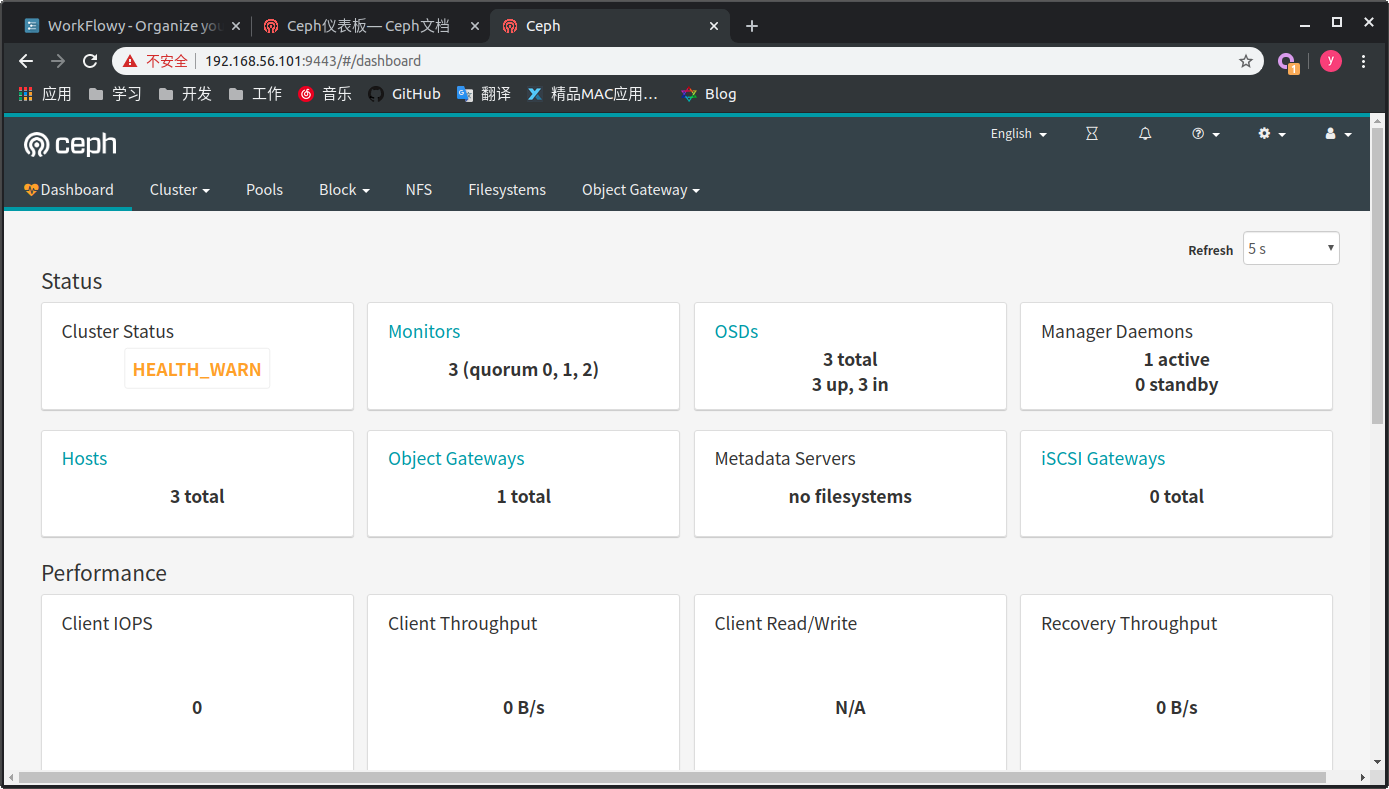 WorkFlowy - Organize you
Ceph仪表板— Ceph文档
Ceph
不安全
192.168.56.101:9443/#/dashboard
1
y
应用
学习
开发
工作
音乐
GitHub
翻译
精品MAC应用…
Blog
ceph
English
Dashboard
Cluster
Pools
Block
NFS
Filesystems
Object Gateway
Refresh
5 s
Status
Cluster Status
HEALTH_WARN
Monitors
3 (quorum 0, 1, 2)
OSDs
3 total
3 up, 3 in
Manager Daemons
1 active
0 standby
Hosts
3 total
Object Gateways
1 total
Metadata Servers
no filesystems
iSCSI Gateways
0 total
Performance
Client IOPS
0
Client Throughput
0 B/s
Client Read/Write
N/A
Recovery Throughput
0 B/s